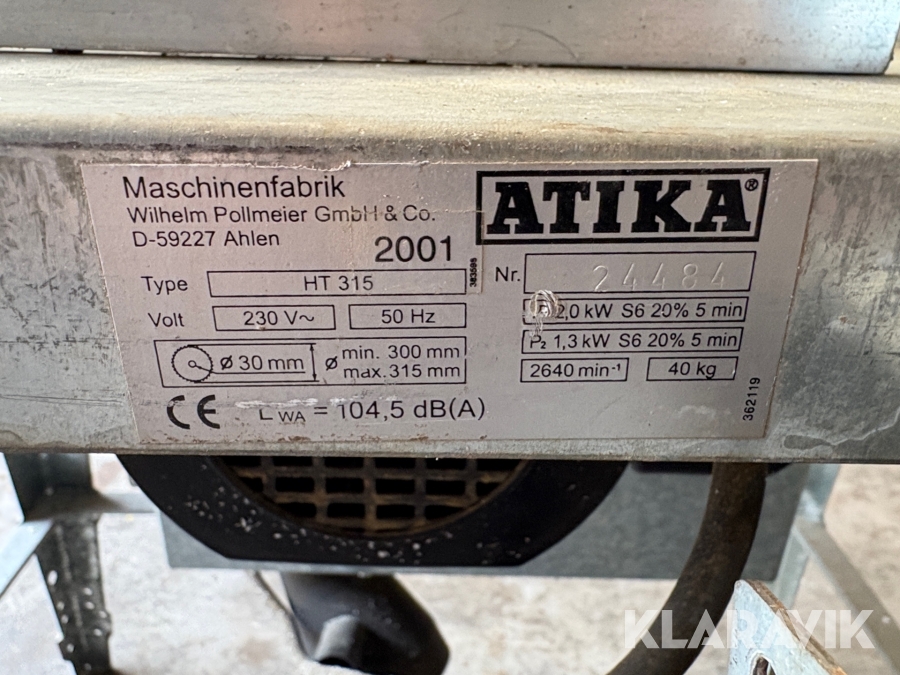 Maschinenfabrik
Wilhelm Pollmeier GmbH & Co.
D-59227 Ahlen
2001
ATIKA®
Type HT 315
383595
Nr. 24484
Volt 230 V~ 50 Hz
2,0 kW S6 20% 5 min
P2 1,3 kW S6 20% 5 min
ø 30 mm ø min. 300 mm
max. 315 mm
2640 min-1 40 kg
362119
CE LWA = 104,5 dB(A)
KLARAVIK